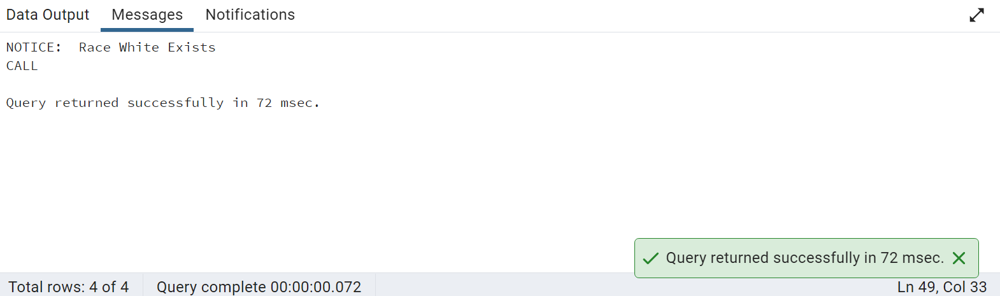 Data Output Messages Notifications
NOTICE:  Race White Exists
CALL
Query returned successfully in 72 msec.
Query returned successfully in 72 msec.
Total rows: 4 of 4 Query complete 00:00:00.072 Ln 49, Col 33